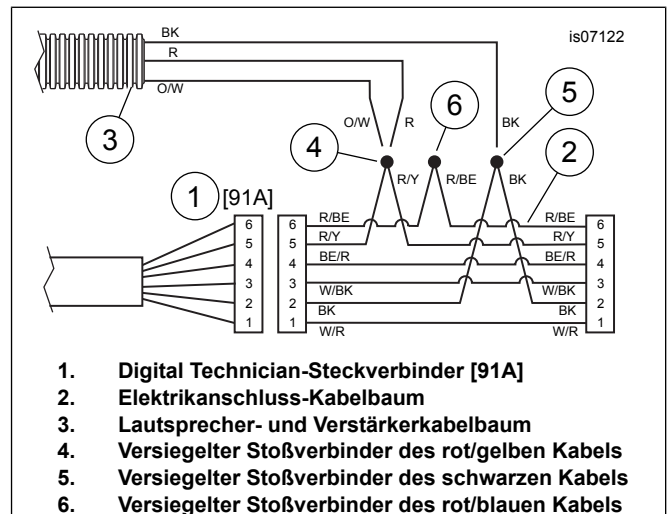 BK
is07122
R
O/W
O/W R BK
3 4 6 5 2
R/Y R/BE BK
1 [91A]
6 6 R/BE R/BE 6
5 5 R/Y R/Y 5
4 4 BE/R BE/R 4
3 3 W/BK W/BK 3
2 2 BK BK 2
1 1 W/R W/R 1
1. Digital Technician-Steckverbinder [91A]
2. Elektrikanschluss-Kabelbaum
3. Lautsprecher- und Verstärkerkabelbaum
4. Versiegelter Stoßverbinder des rot/gelben Kabels
5. Versiegelter Stoßverbinder des schwarzen Kabels
6. Versiegelter Stoßverbinder des rot/blauen Kabels